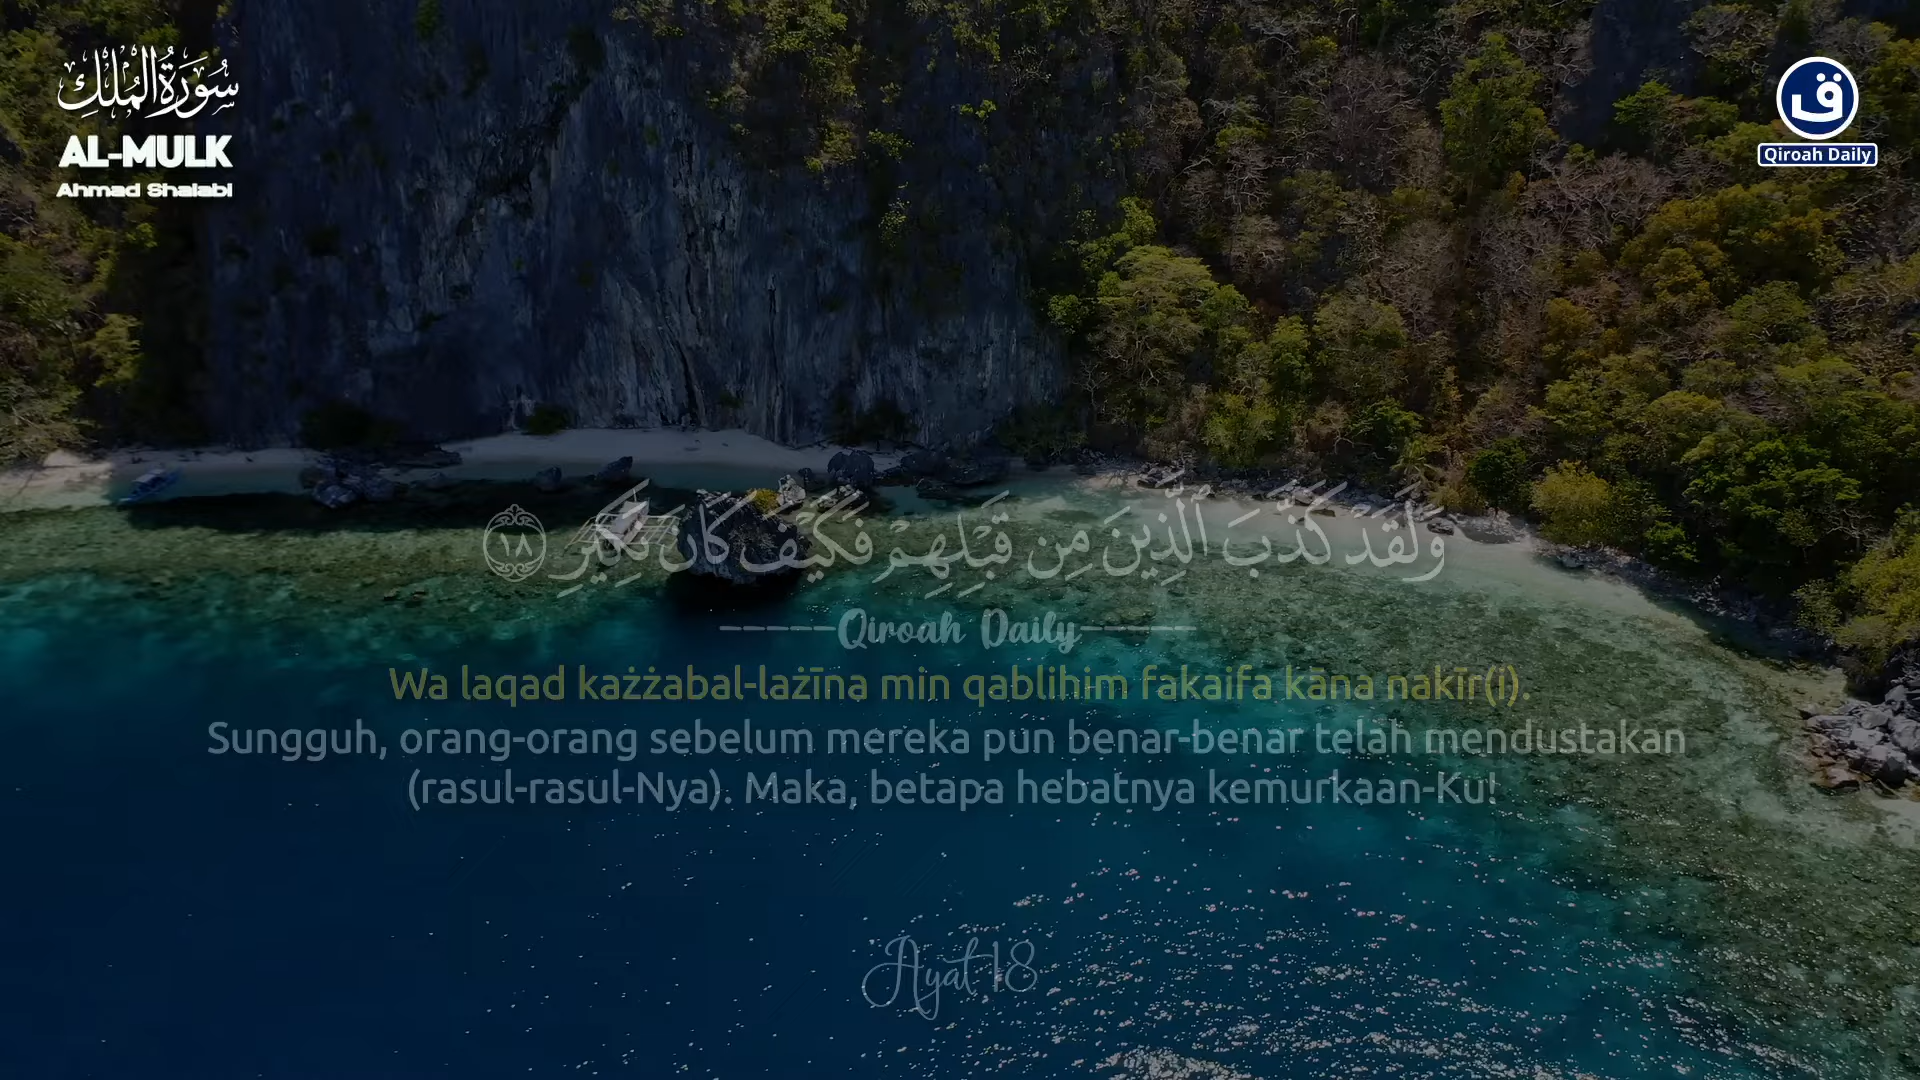 سُورَةُ الْمُلْكِ
AL-MULK
Ahmad Shalabi
ق
Qiroah Daily
وَلَقَدْ كَذَّبَ ٱلَّذِينَ مِن قَبْلِهِمْ فَكَيْفَ كَانَ نَكِيرِ ١٨
Qiroah Daily
Wa laqad każżabal-lażīna min qablihim fakaifa kāna nakīr(i).
Sungguh, orang-orang sebelum mereka pun benar-benar telah mendustakan
(rasul-rasul-Nya). Maka, betapa hebatnya kemurkaan-Ku!
Ayat 18